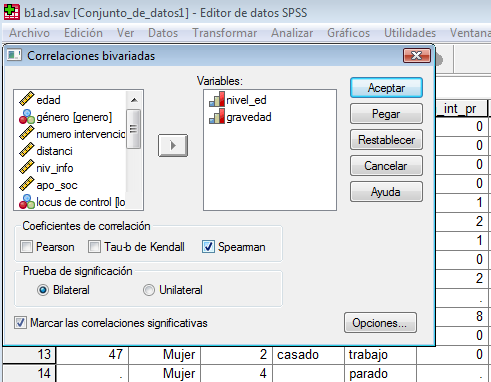 b1ad.sav [Conjunto_de_datos1] - Editor de datos SPSS
Archivo Edición Ver Datos Transformar Analizar Gráficos Utilidades Ventana
Correlaciones bivariadas
Variables:
edad
género [genero]
numero intervencio
distanci
niv_info
apo_soc
locus de control [lo
nivel_ed
gravedad
Aceptar
Pegar
Restablecer
Cancelar
Ayuda
Coeficientes de correlación
Pearson Tau-b de Kendall Spearman
Prueba de significación
Bilateral Unilateral
Marcar las correlaciones significativas
Opciones...
_int_pr
0
0
0
0
1
2
1
0
2
.
8
0
13 47 Mujer 2 casado trabajo 0
14 . Mujer 4 parado .